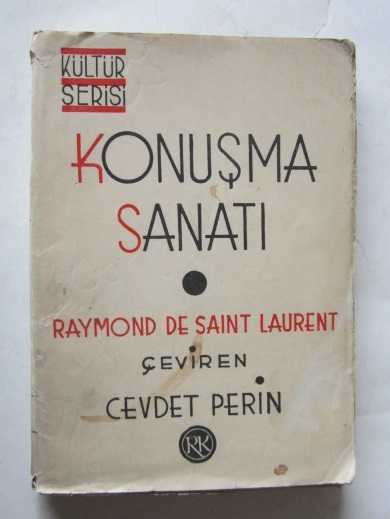 KÜLTÜR
SERİSİ
KONUŞMA
SANATI
RAYMOND DE SAINT LAURENT
ÇEVİREN
CEVDET PERİN
RK